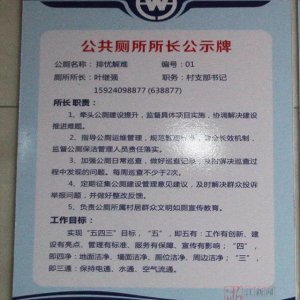 公共厕所所长公示牌
公厕名称：排忧解难 编号：01
厕所所长：叶继强 职务：村支部书记
15924098877 (638877)
所长 职责：
1、牵头公厕建设提升，监督具体项目实施，协调解决建设
推进难题。
2、指导公厕运维管理，规范
长效机制，
监督公厕保洁管理人员责任落实。
3、加强公厕日常巡查，做好巡查记录
巡查过程
中发现的问题。每周巡查不少于2次。
4、定期征集公厕建设管理意见建议，及时解决群众投诉
举报问题，并做好整改反馈。
5、负责公厕所属村居群众文明如厕宣传教育。
工作目标：
实施“五四三”目标，“五”，即五有：工作有创新、建
设有亮点、管理有标准、服务有保障、宣传有影响；“四”，
即四净：地面洁净、墙面洁净、厕位洁净、周边洁净；“三”，
即三通：保持电通、水通、空气流通。
江新闻